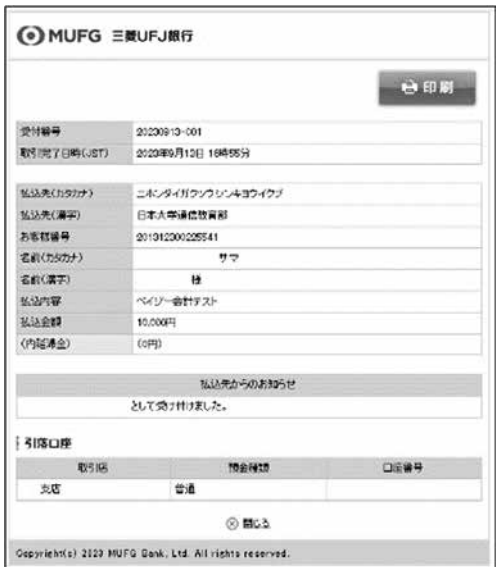 MUFG 三菱UFJ銀行
印刷
受付番号 20230913-001
取引完了日時(JST) 2023年9月13日 16時55分
払込先(カタカナ) ニホンダイガクツウシンキヨウイクブ
払込先(漢字) 日本大学通信教育部
お客様番号 201312300225541
名前(カタカナ) サマ
名前(漢字) 様
払込内容 ペイジー会計テスト
払込金額 10,000円
(内延滞金) (0円)
払込先からのお知らせ
として受け付けました。
引落口座
取引店 預金種類 口座番号
支店 普通
閉じる
Copyright(c) 2023 MUFG Bank, Ltd. All rights reserved.